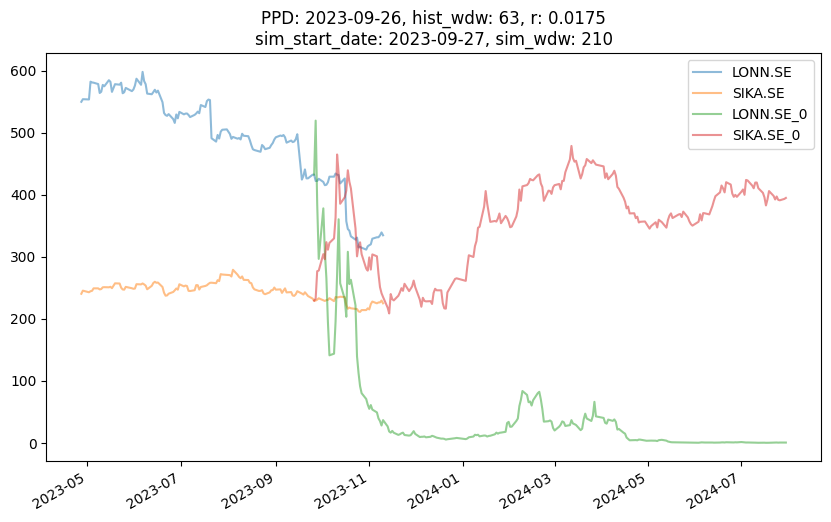 PPD: 2023-09-26, hist_wdw: 63, r: 0.0175
sim_start_date: 2023-09-27, sim_wdw: 210
LONN.SE
SIKA.SE
LONN.SE_0
SIKA.SE_0
600
500
400
300
200
100
0
2023-05
2023-07
2023-09
2023-11
2024-01
2024-03
2024-05
2024-07